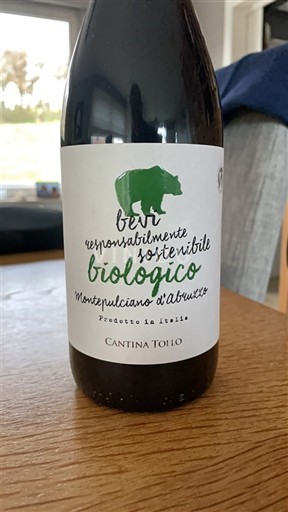 bevi
responsabilmente
sostenibile
biologico
Montepulciano d'Abruzzo
Prodotto in Italia
CANTINA TOLLO